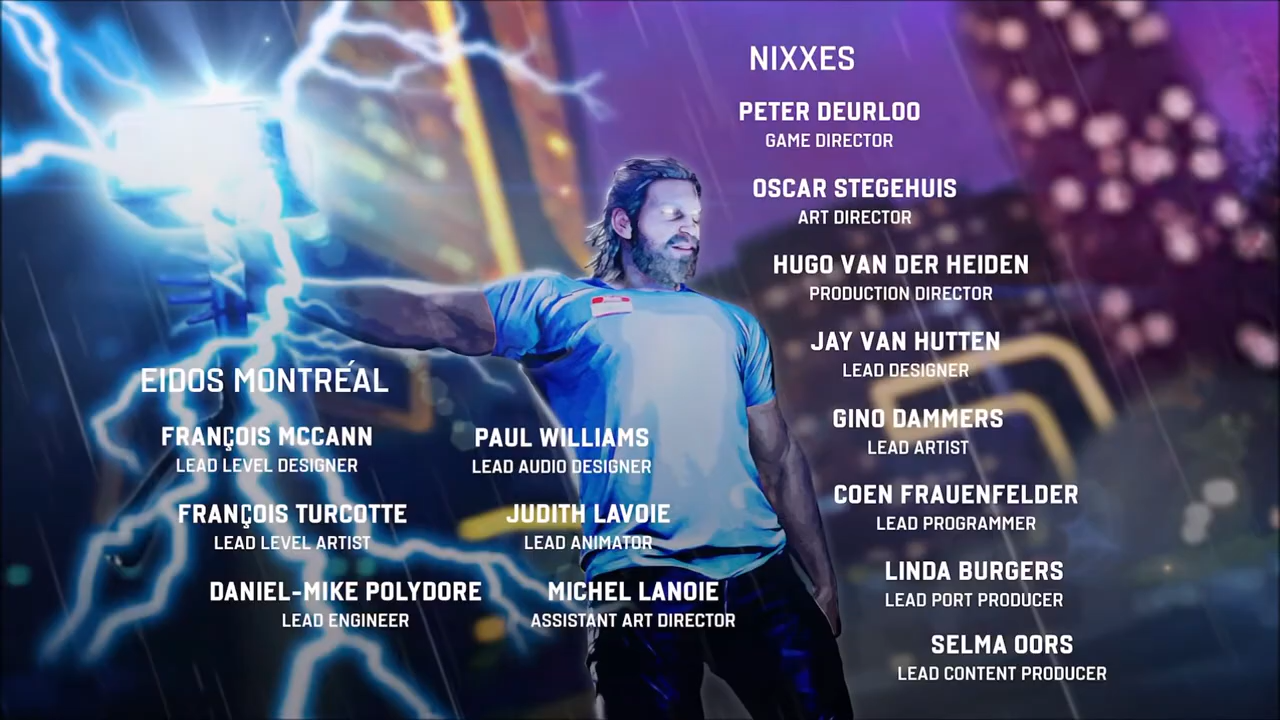 NIXXES
PETER DEURLOO
GAME DIRECTOR
OSCAR STEGEHUIS
ART DIRECTOR
HUGO VAN DER HEIDEN
PRODUCTION DIRECTOR
JAY VAN HUTTEN
LEAD DESIGNER
GINO DAMMERS
LEAD ARTIST
COEN FRAUENFELDER
LEAD PROGRAMMER
LINDA BURGERS
LEAD PORT PRODUCER
SELMA OORS
LEAD CONTENT PRODUCER
EIDOS MONTRÉAL
FRANÇOIS MCCANN
LEAD LEVEL DESIGNER
FRANÇOIS TURCOTTE
LEAD LEVEL ARTIST
DANIEL-MIKE POLYDORE
LEAD ENGINEER
PAUL WILLIAMS
LEAD AUDIO DESIGNER
JUDITH LAVOIE
LEAD ANIMATOR
MICHEL LANOIE
ASSISTANT ART DIRECTOR